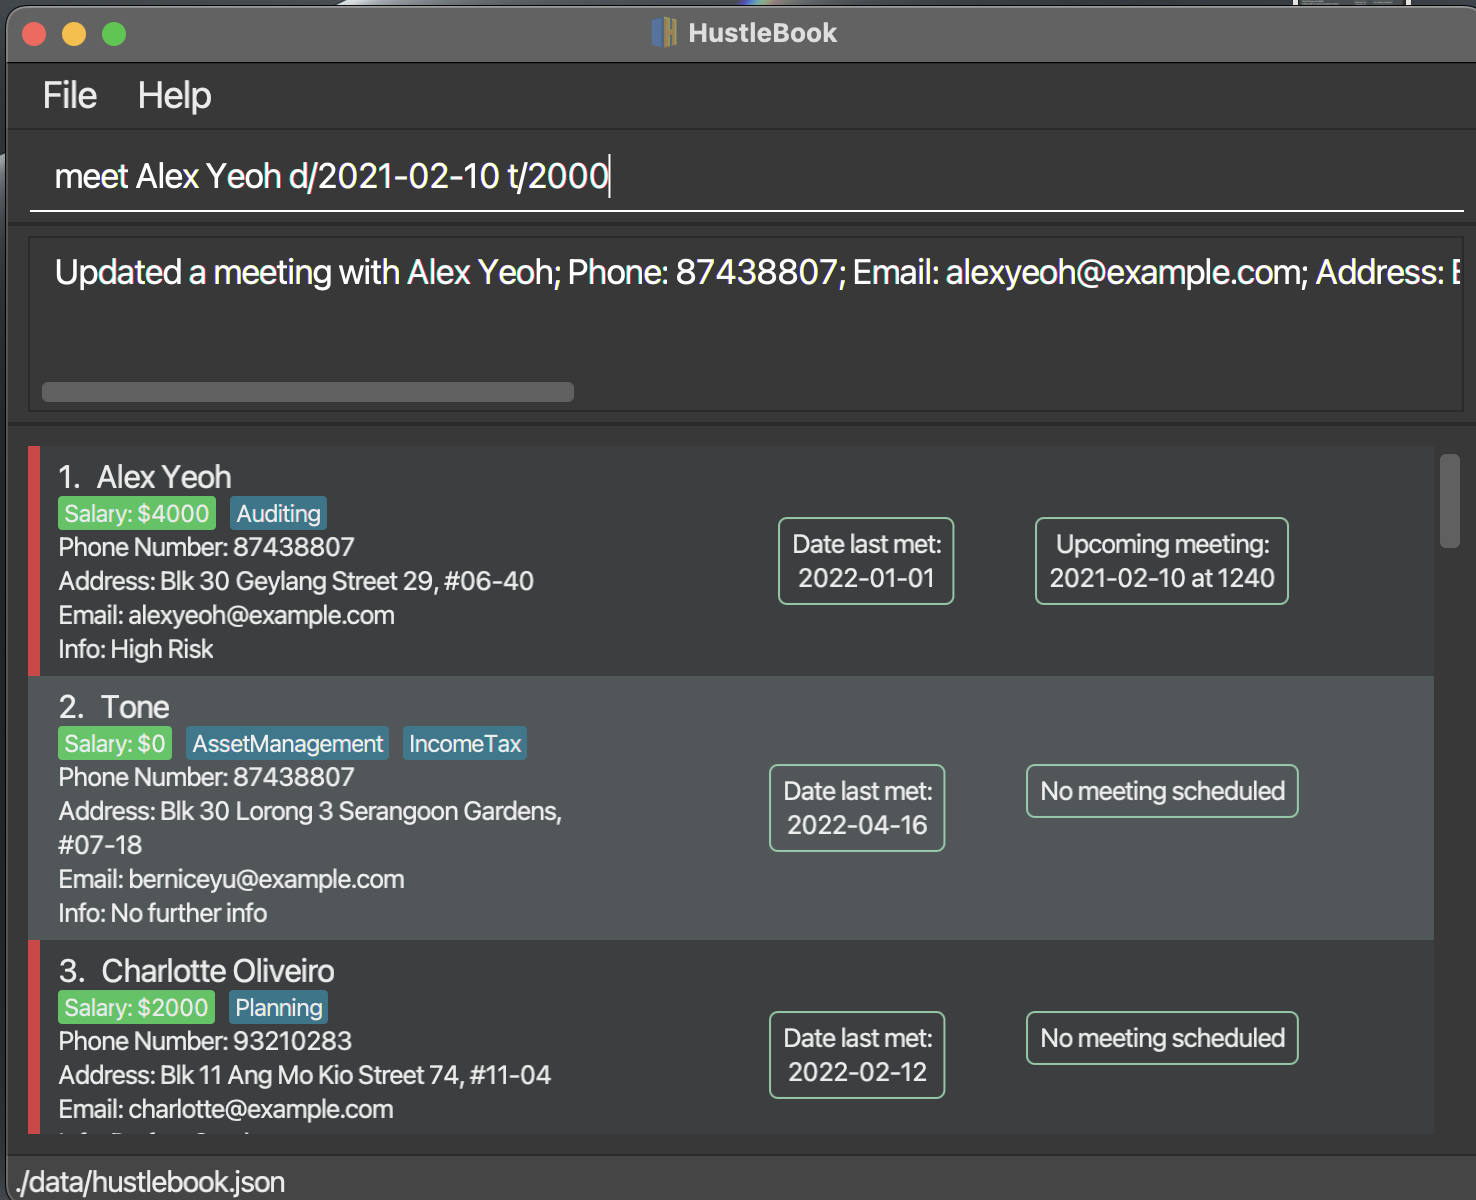 HustleBook
File Help
meet Alex Yeoh d/2021-02-10 t/2000
Updated a meeting with Alex Yeoh; Phone: 87438807; Email: alexyeoh@example.com; Address:
1. Alex Yeoh
Salary: $4000 Auditing
Phone Number: 87438807
Address: Blk 30 Geylang Street 29, #06-40
Email: alexyeoh@example.com
Info: High Risk
Date last met:
2022-01-01
Upcoming meeting:
2021-02-10 at 1240
2. Tone
Salary: $0 AssetManagement IncomeTax
Phone Number: 87438807
Address: Blk 30 Lorong 3 Serangoon Gardens,
#07-18
Email: berniceyu@example.com
Info: No further info
Date last met:
2022-04-16
No meeting scheduled
3. Charlotte Oliveiro
Salary: $2000 Planning
Phone Number: 93210283
Address: Blk 11 Ang Mo Kio Street 74, #11-04
Email: charlotte@example.com
Date last met:
2022-02-12
No meeting scheduled
./data/hustlebook.json